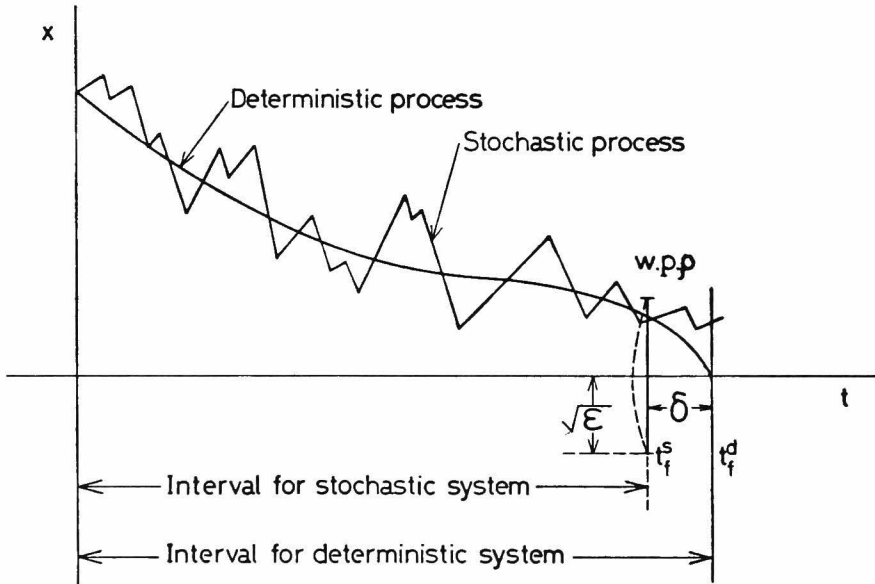 x
Deterministic process
Stochastic process
w.p.ρ
t
√ε
δ
t_f^s
t_f^d
Interval for stochastic system
Interval for deterministic system